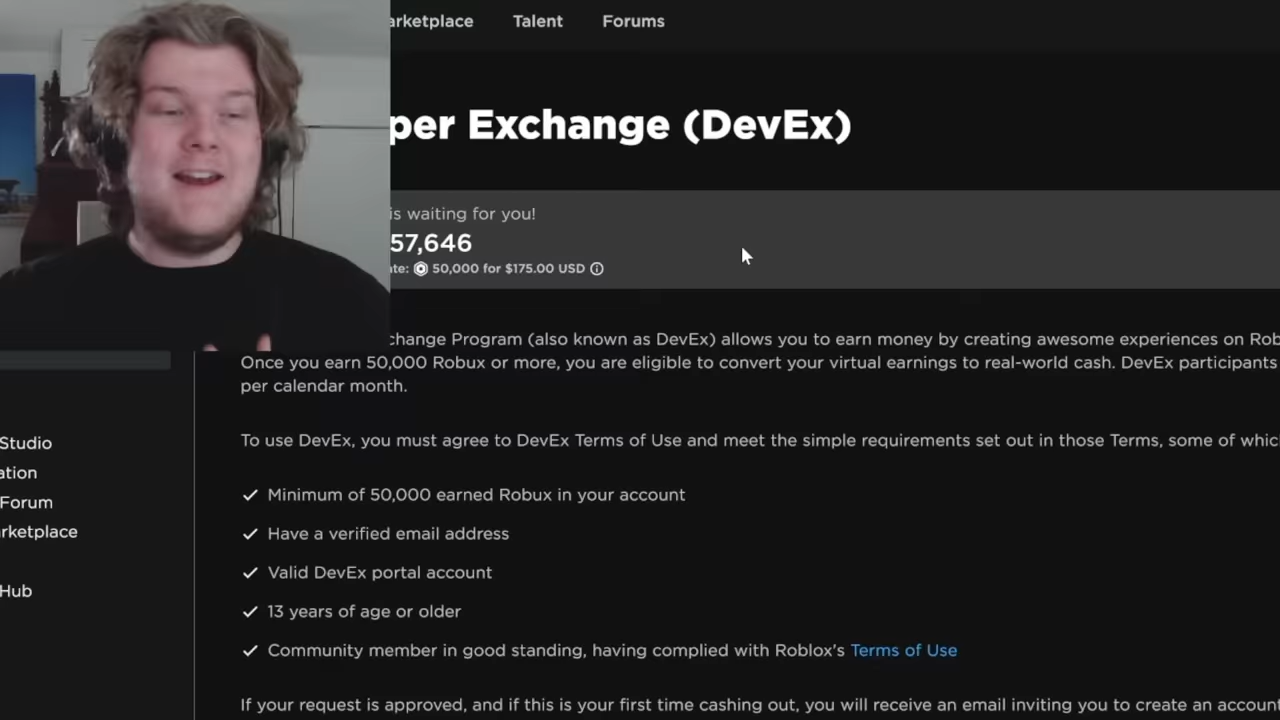 arketplace Talent Forums
per Exchange (DevEx)
is waiting for you!
57,646
ate: 50,000 for $175.00 USD
change Program (also known as DevEx) allows you to earn money by creating awesome experiences on Rob
Once you earn 50,000 Robux or more, you are eligible to convert your virtual earnings to real-world cash. DevEx participants
per calendar month.
To use DevEx, you must agree to DevEx Terms of Use and meet the simple requirements set out in those Terms, some of whic
Studio
ation
Forum
rketplace
Hub
✓ Minimum of 50,000 earned Robux in your account
✓ Have a verified email address
✓ Valid DevEx portal account
✓ 13 years of age or older
✓ Community member in good standing, having complied with Roblox's Terms of Use
If your request is approved, and if this is your first time cashing out, you will receive an email inviting you to create an account